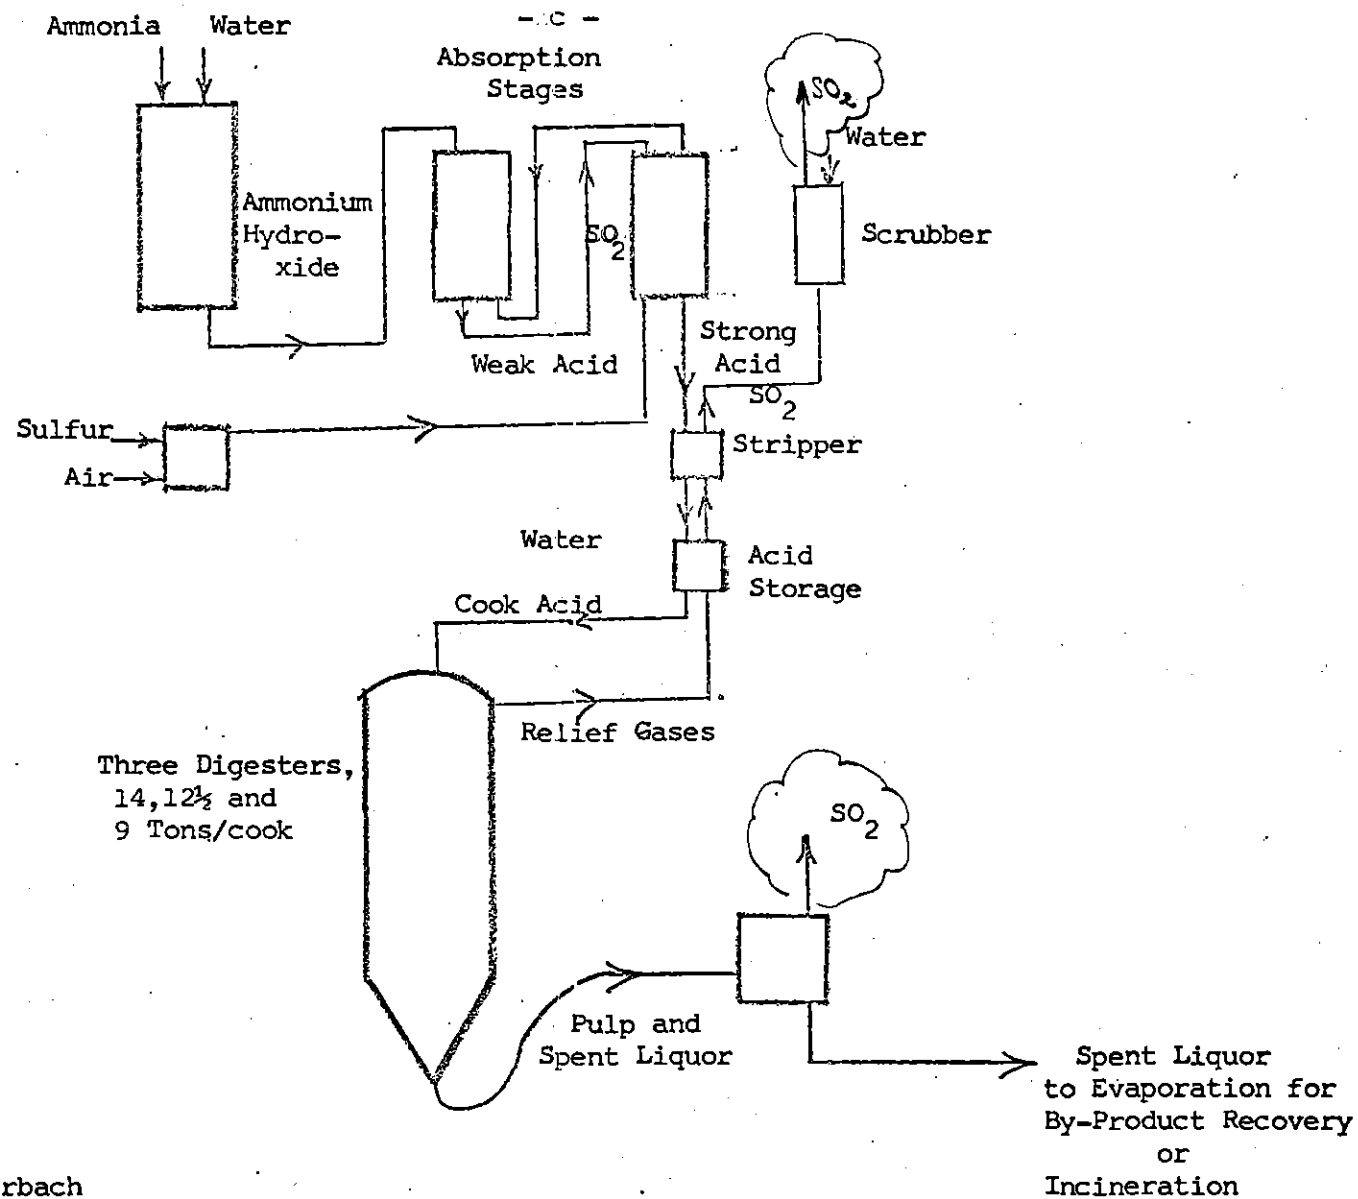 - c -
Ammonia Water
Absorption
Stages
SO₂
Water
Ammonium
Hydro-
xide
SO₂
Scrubber
Weak Acid
Strong
Acid
SO₂
Sulfur
Air
Stripper
Water
Acid
Storage
Cook Acid
Relief Gases
Three Digesters,
14,12½ and
9 Tons/cook
SO₂
Pulp and
Spent Liquor
Spent Liquor
to Evaporation for
By-Product Recovery
or
Incineration
rbach